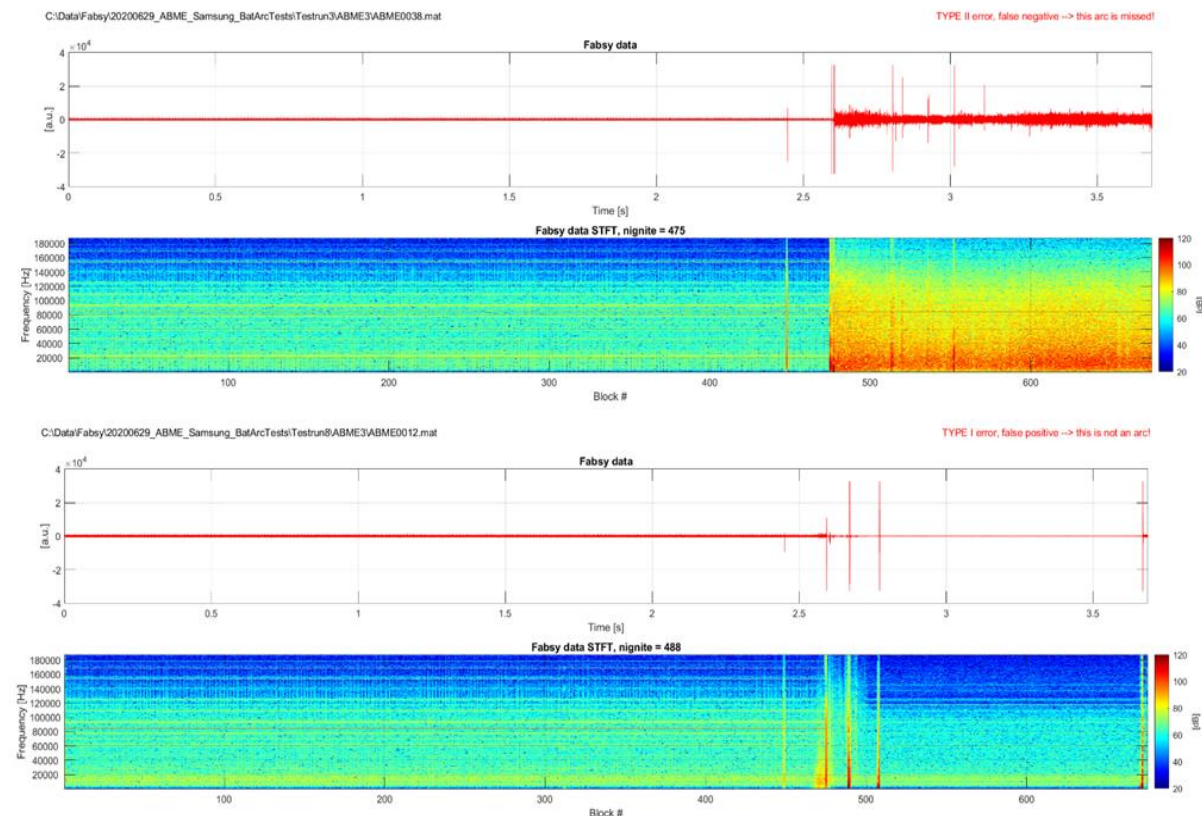 C:\Data\Fabsy\20200629_ABME_Samsung_BatArcTests\Testrun3\ABME3\ABME0038.mat
TYPE II error, false negative --> this arc is missed!
Fabsy data
×10⁴
4
2
0
-2
-4
[a.u.]
0 0.5 1 1.5 2 2.5 3 3.5
Time [s]
Fabsy data STFT, nignite = 475
180000
160000
140000
120000
100000
80000
60000
40000
20000
Frequency [Hz]
100 200 300 400 500 600
Block #
120
100
80
60
40
20
[dB]
C:\Data\Fabsy\20200629_ABME_Samsung_BatArcTests\Testrun8\ABME3\ABME0012.mat
TYPE I error, false positive --> this is not an arc!
Fabsy data
×10⁴
4
2
0
-2
-4
[a.u.]
0 0.5 1 1.5 2 2.5 3 3.5
Time [s]
Fabsy data STFT, nignite = 488
180000
160000
140000
120000
100000
80000
60000
40000
20000
Frequency [Hz]
100 200 300 400 500 600
Block #
120
100
80
60
40
20
[dB]